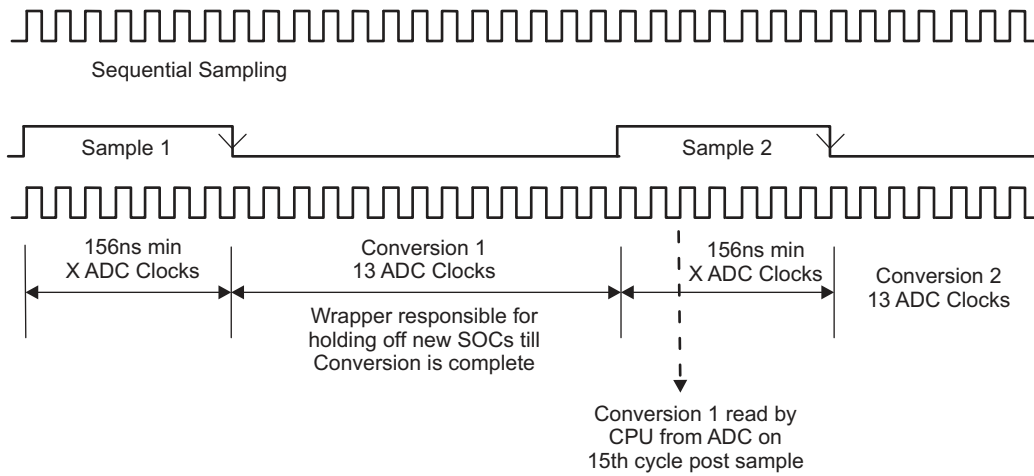 Sequential Sampling
Sample 1
Sample 2
156ns min
X ADC Clocks
Conversion 1
13 ADC Clocks
156ns min
X ADC Clocks
Conversion 2
13 ADC Clocks
Wrapper responsible for
holding off new SOCs till
Conversion is complete
Conversion 1 read by
CPU from ADC on
15th cycle post sample